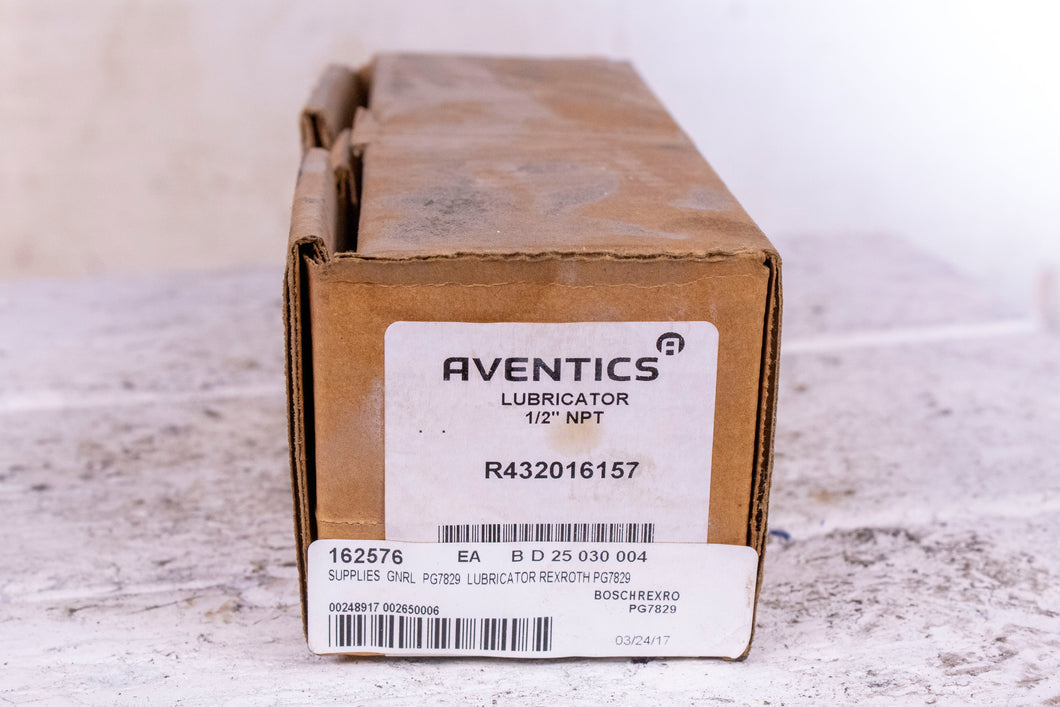 AVENTICS A
LUBRICATOR
1/2" NPT
R432016157
162576 EA B D 25 030 004
SUPPLIES GNRL PG7829 LUBRICATOR REXROTH PG7829
BOSCHREXRO
PG7829
00248917 002650006
03/24/17